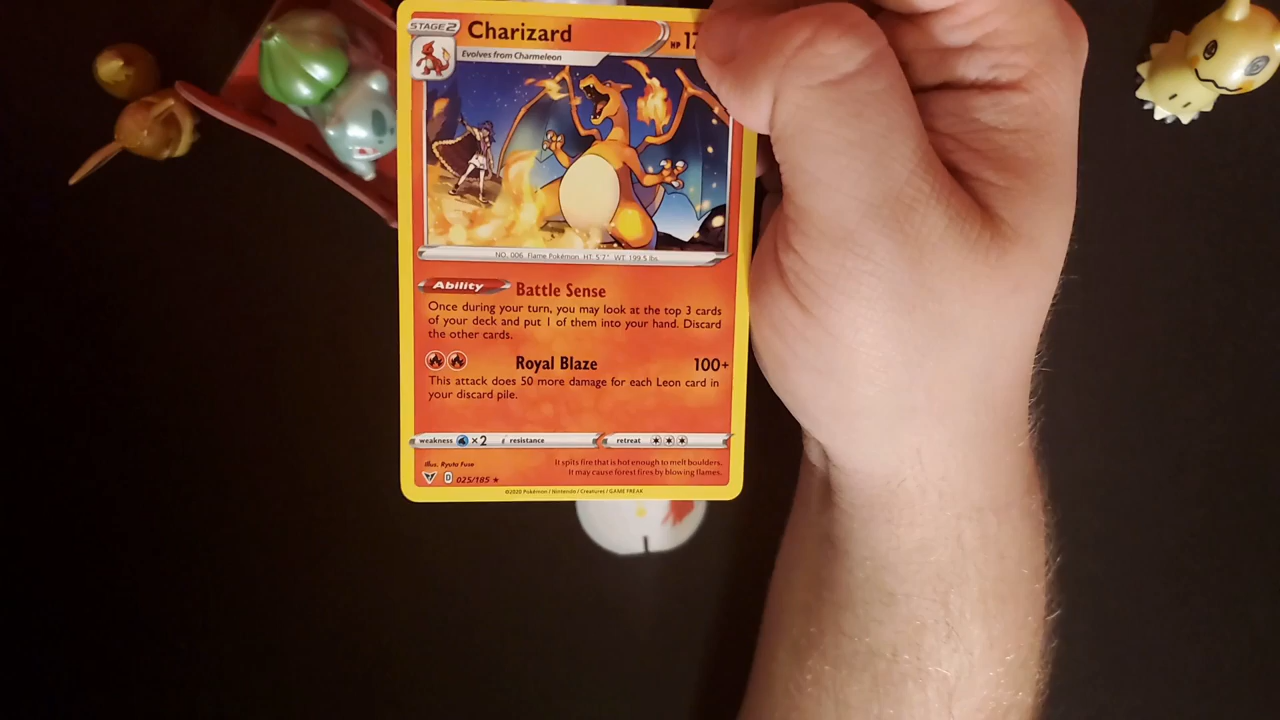 STAGE 2
Charizard
HP 17
Evolves from Charmeleon
NO. 006 Flame Pokémon HT: 5'7" WT: 199.5 lbs.
Ability Battle Sense
Once during your turn, you may look at the top 3 cards
of your deck and put 1 of them into your hand. Discard
the other cards.
Royal Blaze 100+
This attack does 50 more damage for each Leon card in
your discard pile.
weakness ×2 resistance retreat
Illus. Ryuta Fuse
It spits fire that is hot enough to melt boulders.
It may cause forest fires by blowing flames.
D 025/185 ★
©2020 Pokémon / Nintendo / Creatures / GAME FREAK